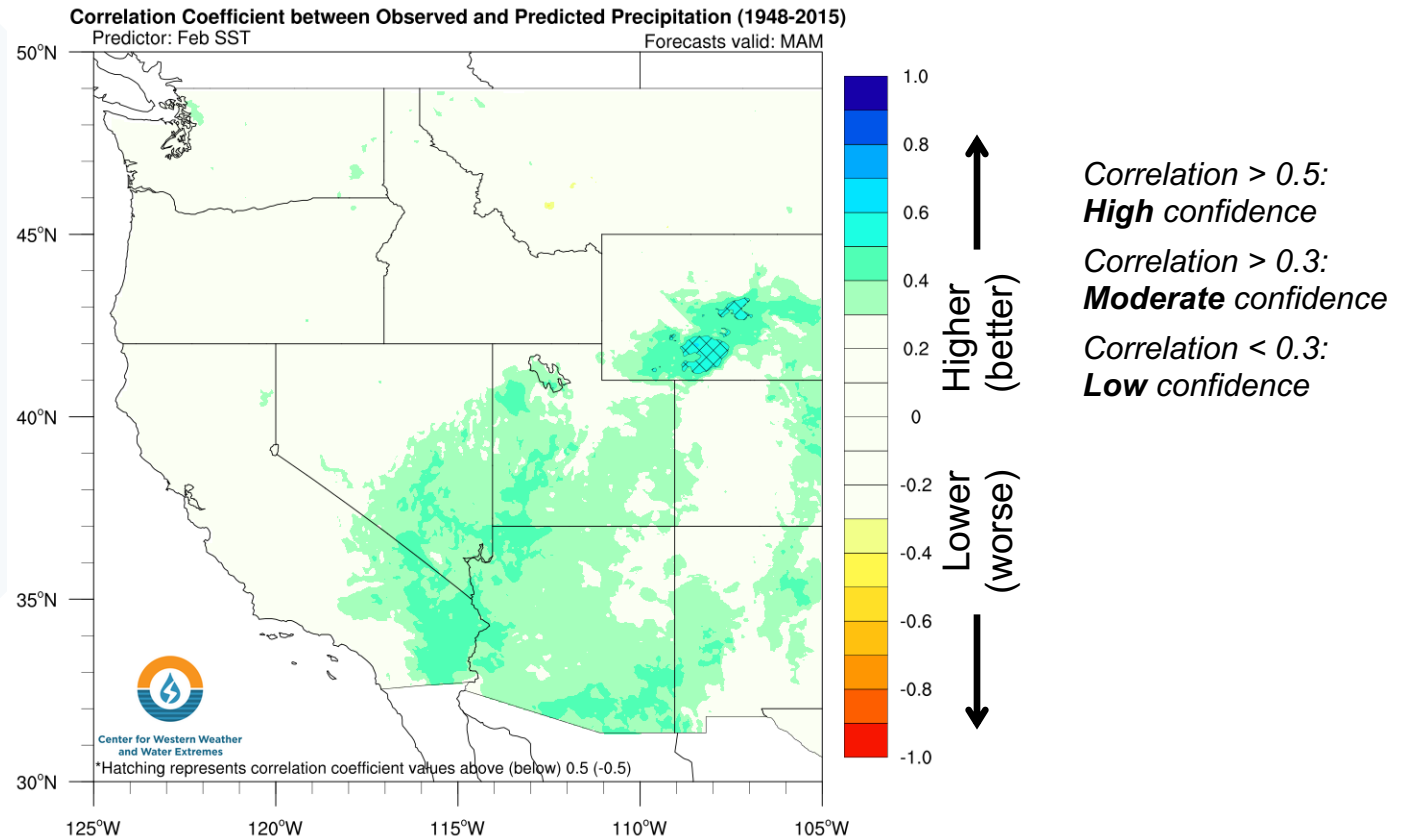 Correlation Coefficient between Observed and Predicted Precipitation (1948-2015)
Predictor: Feb SST
Forecasts valid: MAM
50°N
45°N
40°N
35°N
30°N
125°W
120°W
115°W
110°W
105°W
Center for Western Weather
and Water Extremes
*Hatching represents correlation coefficient values above (below) 0.5 (-0.5)
1.0
0.8
0.6
0.4
0.2
0
-0.2
-0.4
-0.6
-0.8
-1.0
Higher
(better)
Lower
(worse)
Correlation > 0.5:
High confidence
Correlation > 0.3:
Moderate confidence
Correlation < 0.3:
Low confidence